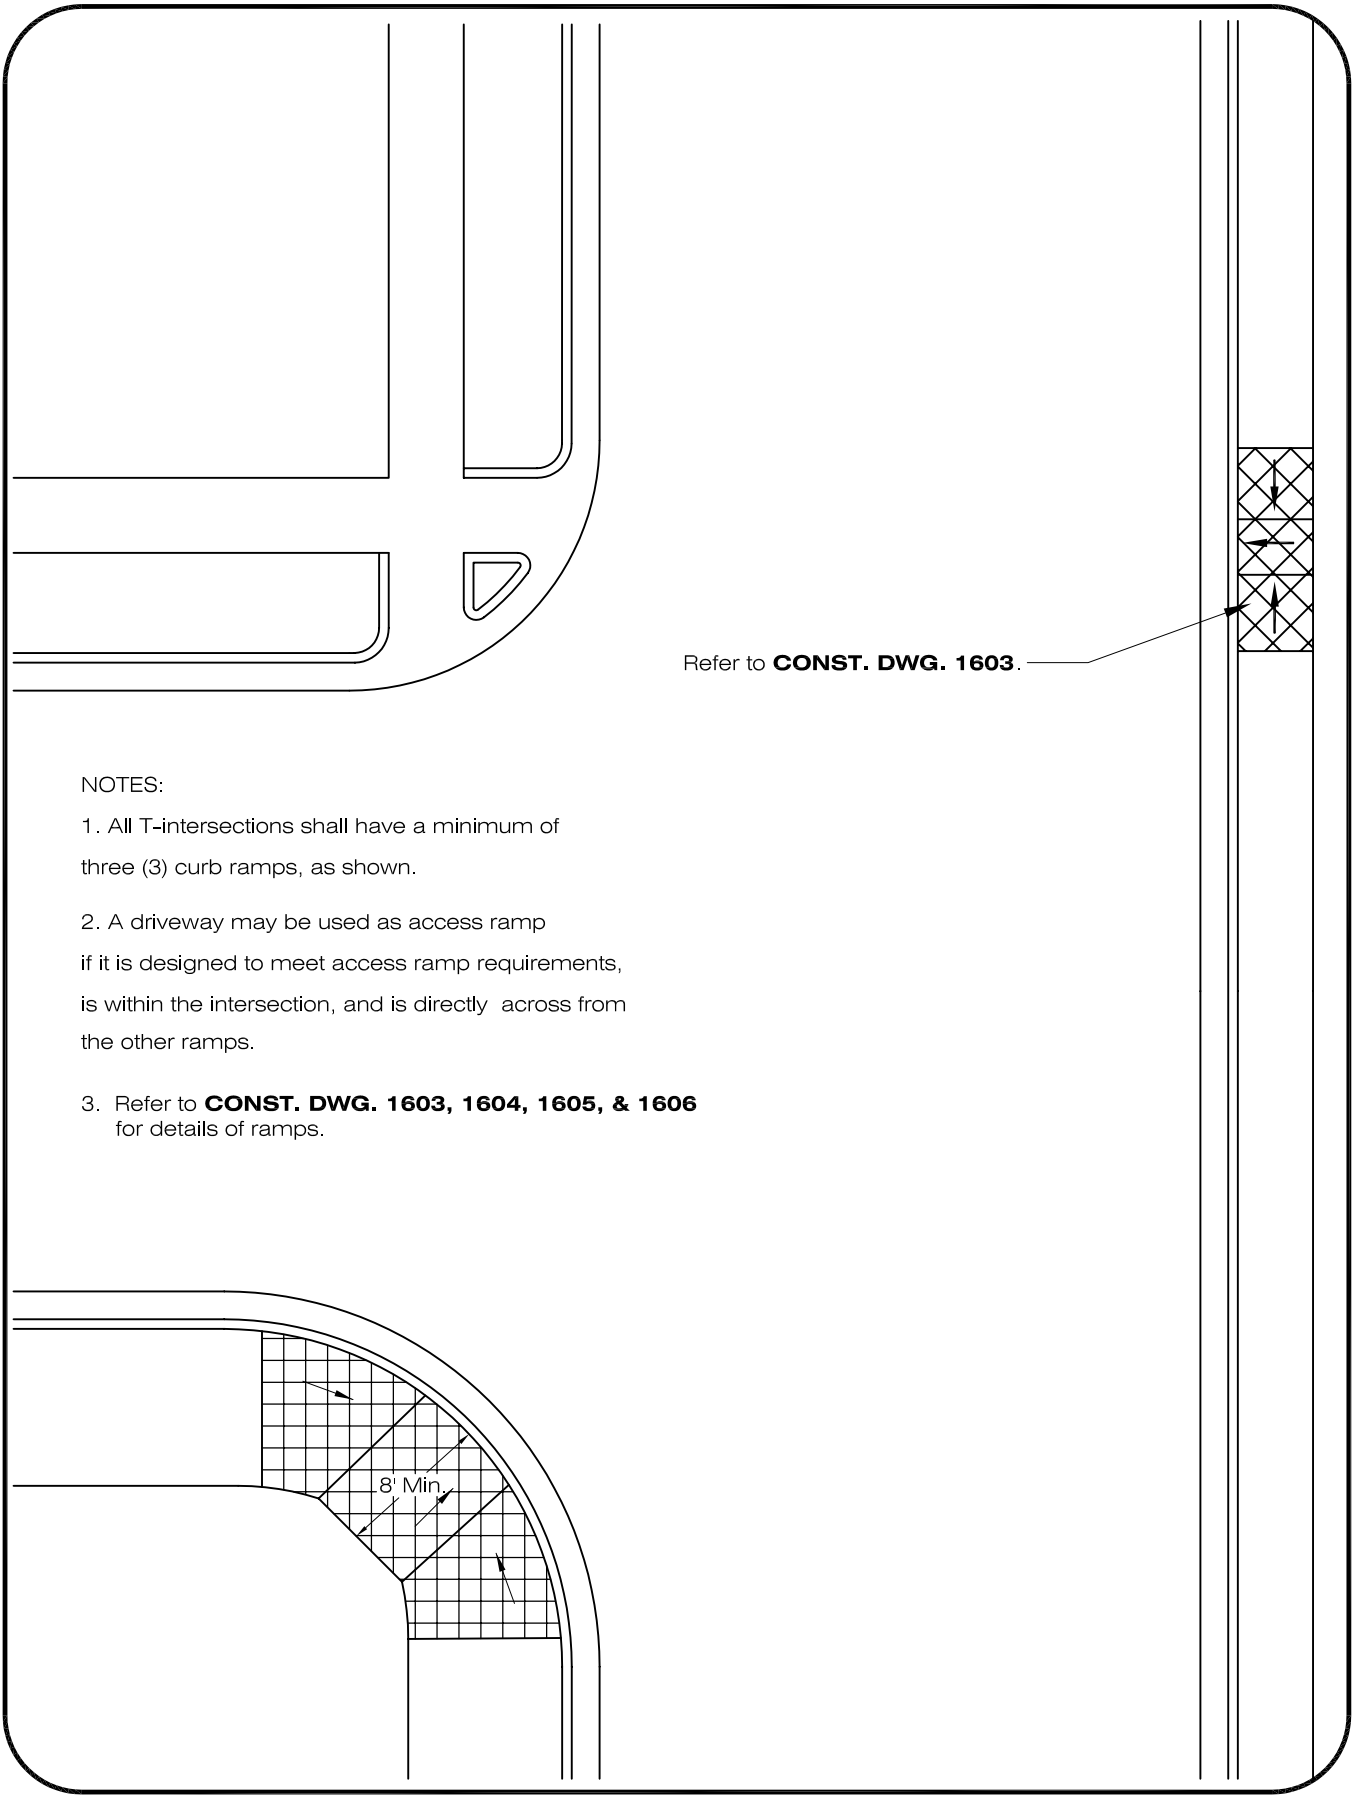 Refer to CONST. DWG. 1603.
NOTES:
1. All T-intersections shall have a minimum of
three (3) curb ramps, as shown.
2. A driveway may be used as access ramp
if it is designed to meet access ramp requirements,
is within the intersection, and is directly across from
the other ramps.
3. Refer to CONST. DWG. 1603, 1604, 1605, & 1606
for details of ramps.
8' Min.